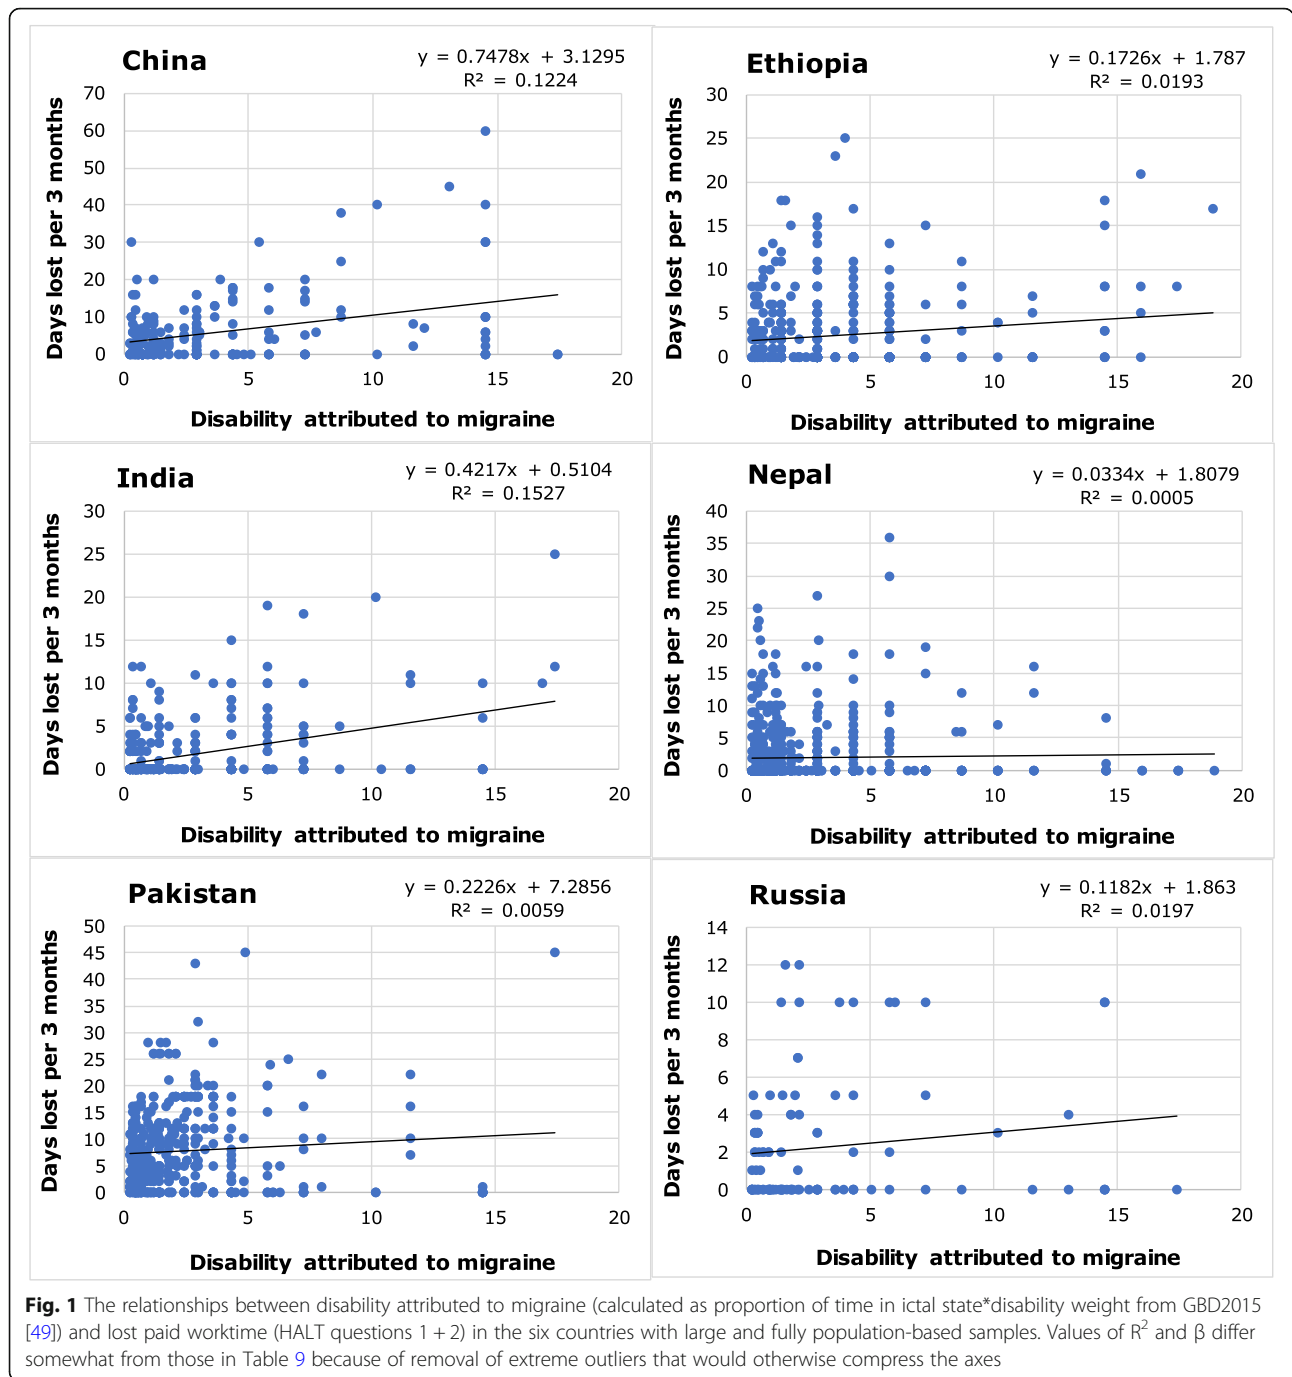 China
y = 0.7478x + 3.1295
R² = 0.1224
Days lost per 3 months
70
60
50
40
30
20
10
0
0 5 10 15 20
Disability attributed to migraine
Ethiopia
y = 0.1726x + 1.787
R² = 0.0193
Days lost per 3 months
30
25
20
15
10
5
0
0 5 10 15 20
Disability attributed to migraine
India
y = 0.4217x + 0.5104
R² = 0.1527
Days lost per 3 months
30
25
20
15
10
5
0
0 5 10 15 20
Disability attributed to migraine
Nepal
y = 0.0334x + 1.8079
R² = 0.0005
Days lost per 3 months
40
35
30
25
20
15
10
5
0
0 5 10 15 20
Disability attributed to migraine
Pakistan
y = 0.2226x + 7.2856
R² = 0.0059
Days lost per 3 months
50
45
40
35
30
25
20
15
10
5
0
0 5 10 15 20
Disability attributed to migraine
Russia
y = 0.1182x + 1.863
R² = 0.0197
Days lost per 3 months
14
12
10
8
6
4
2
0
0 5 10 15 20
Disability attributed to migraine
Fig. 1 The relationships between disability attributed to migraine (calculated as proportion of time in ictal state*disability weight from GBD2015
[49]) and lost paid worktime (HALT questions 1 + 2) in the six countries with large and fully population-based samples. Values of R² and β differ
somewhat from those in Table 9 because of removal of extreme outliers that would otherwise compress the axes